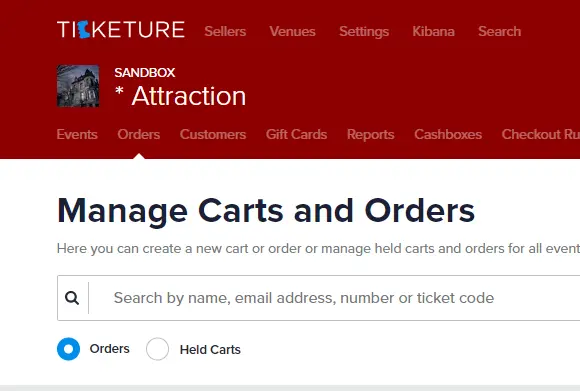 TICKETURE Sellers Venues Settings Kibana Search
SANDBOX
* Attraction
Events Orders Customers Gift Cards Reports Cashboxes Checkout Ru
Manage Carts and Orders
Here you can create a new cart or order or manage held carts and orders for all event
Search by name, email address, number or ticket code
Orders Held Carts